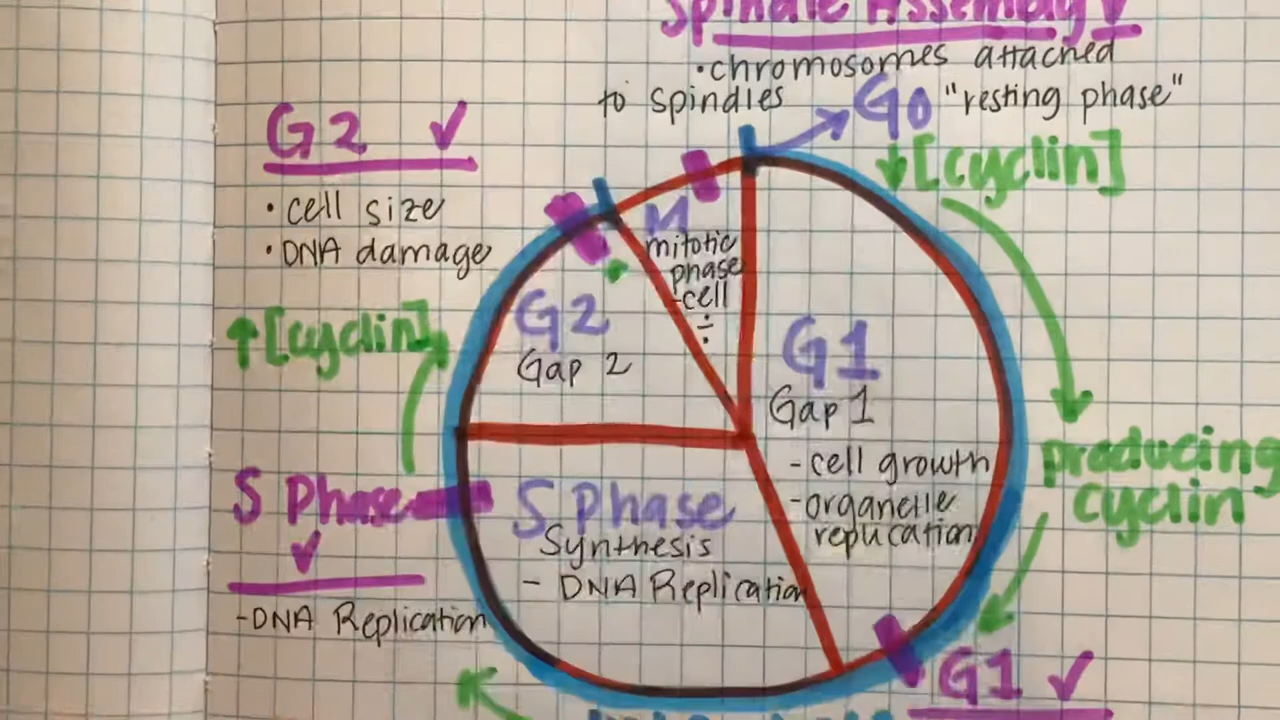 Spindle Assembly ✓
• chromosomes attached
to spindles
G0 "resting phase"
↓[cyclin]
G2 ✓
• cell size
• DNA damage
M
mitotic
phase
-cell
÷
G2
Gap 2
↑[cyclin]
G1
Gap 1
- cell growth
- organelle
replication
producing
cyclin
S Phase
✓
- DNA Replication
S Phase
Synthesis
- DNA Replication
G1 ✓